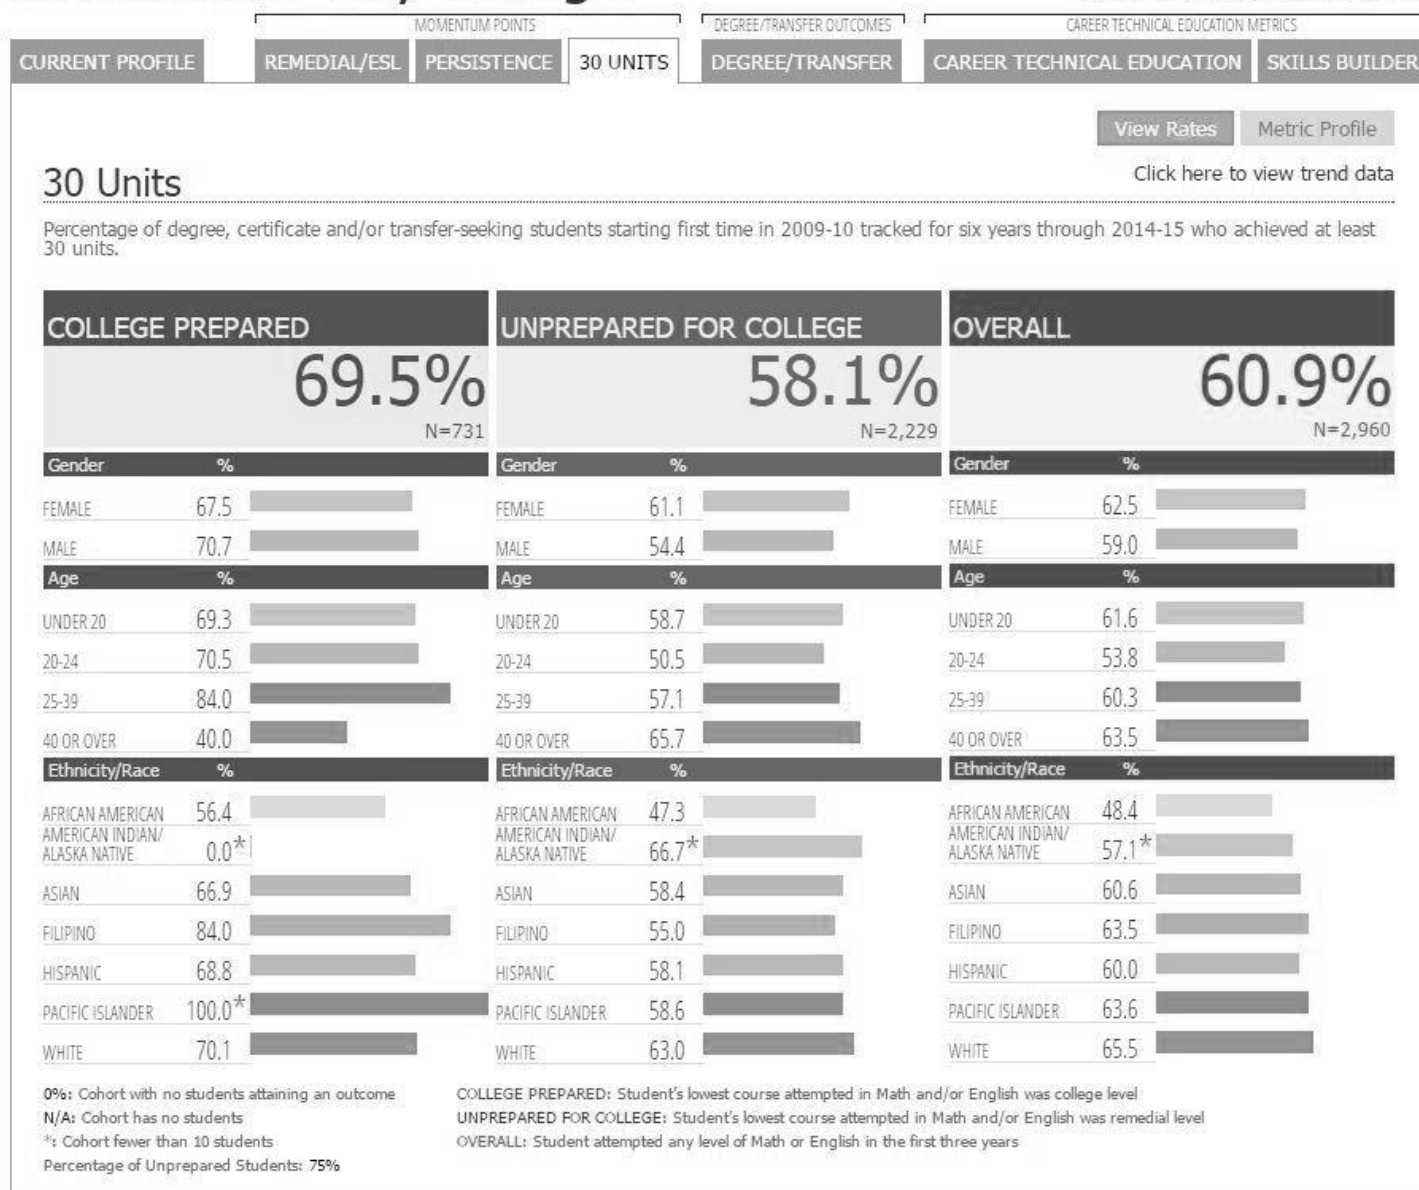 MOMENTUM POINTS DEGREE/TRANSFER OUTCOMES CAREER TECHNICAL EDUCATION METRICS
CURRENT PROFILE REMEDIAL/ESL PERSISTENCE 30 UNITS DEGREE/TRANSFER CAREER TECHNICAL EDUCATION SKILLS BUILDER
View Rates Metric Profile
30 Units Click here to view trend data
Percentage of degree, certificate and/or transfer-seeking students starting first time in 2009-10 tracked for six years through 2014-15 who achieved at least
30 units.
COLLEGE PREPARED UNPREPARED FOR COLLEGE OVERALL
69.5% 58.1% 60.9%
N=731 N=2,229 N=2,960
Gender % Gender % Gender %
FEMALE 67.5 FEMALE 61.1 FEMALE 62.5
MALE 70.7 MALE 54.4 MALE 59.0
Age % Age % Age %
UNDER 20 69.3 UNDER 20 58.7 UNDER 20 61.6
20-24 70.5 20-24 50.5 20-24 53.8
25-39 84.0 25-39 57.1 25-39 60.3
40 OR OVER 40.0 40 OR OVER 65.7 40 OR OVER 63.5
Ethnicity/Race % Ethnicity/Race % Ethnicity/Race %
AFRICAN AMERICAN 56.4 AFRICAN AMERICAN 47.3 AFRICAN AMERICAN 48.4
AMERICAN INDIAN/ AMERICAN INDIAN/ AMERICAN INDIAN/
ALASKA NATIVE 0.0* ALASKA NATIVE 66.7* ALASKA NATIVE 57.1*
ASIAN 66.9 ASIAN 58.4 ASIAN 60.6
FILIPINO 84.0 FILIPINO 55.0 FILIPINO 63.5
HISPANIC 68.8 HISPANIC 58.1 HISPANIC 60.0
PACIFIC ISLANDER 100.0* PACIFIC ISLANDER 58.6 PACIFIC ISLANDER 63.6
WHITE 70.1 WHITE 63.0 WHITE 65.5
0%: Cohort with no students attaining an outcome COLLEGE PREPARED: Student's lowest course attempted in Math and/or English was college level
N/A: Cohort has no students UNPREPARED FOR COLLEGE: Student's lowest course attempted in Math and/or English was remedial level
*: Cohort fewer than 10 students OVERALL: Student attempted any level of Math or English in the first three years
Percentage of Unprepared Students: 75%